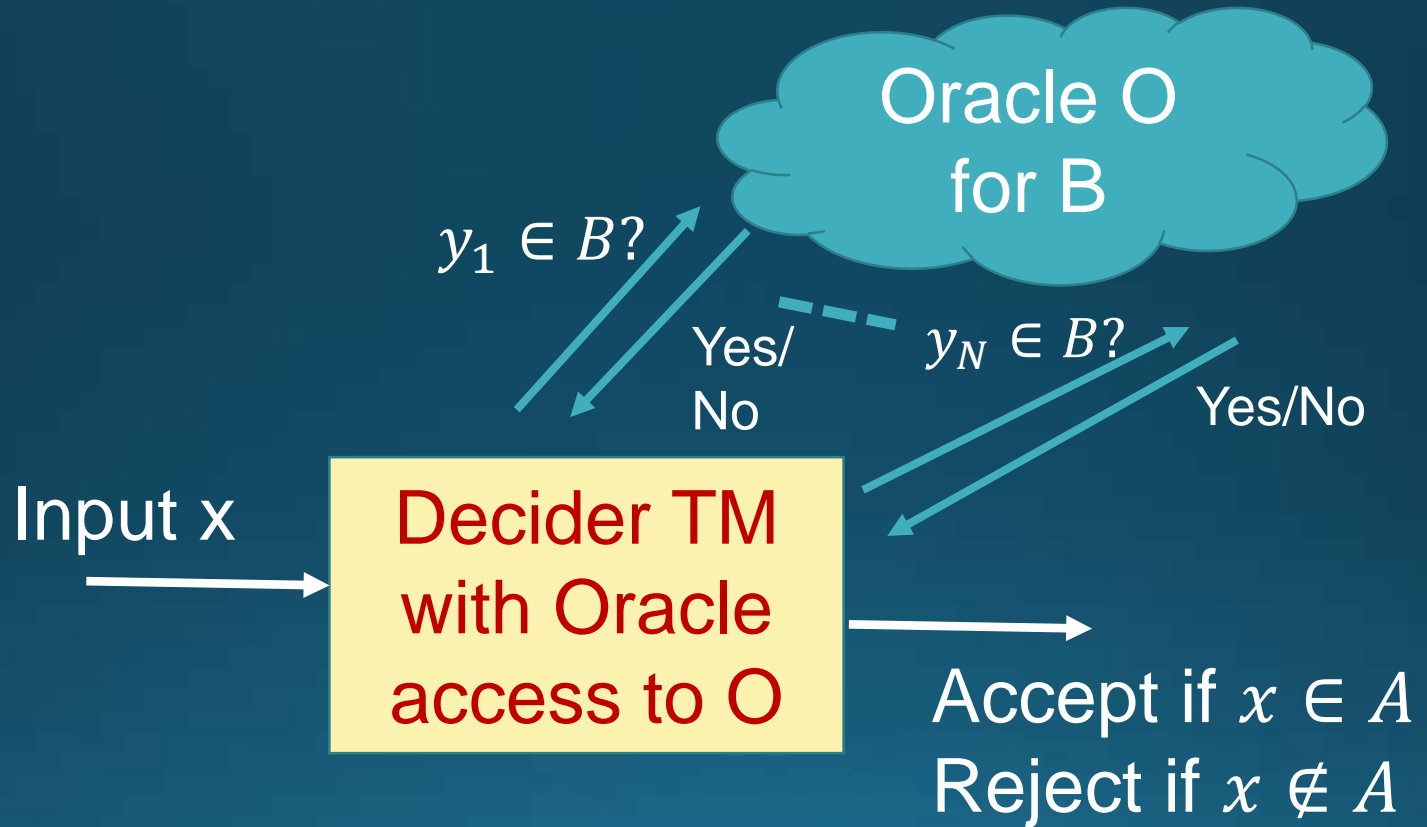 Oracle O
for B
𝑦₁ ∈ 𝐵?
Yes/
No
𝑦_𝑁 ∈ 𝐵?
Yes/No
Input x
Decider TM
with Oracle
access to O
Accept if 𝑥 ∈ 𝐴
Reject if 𝑥 ∉ 𝐴